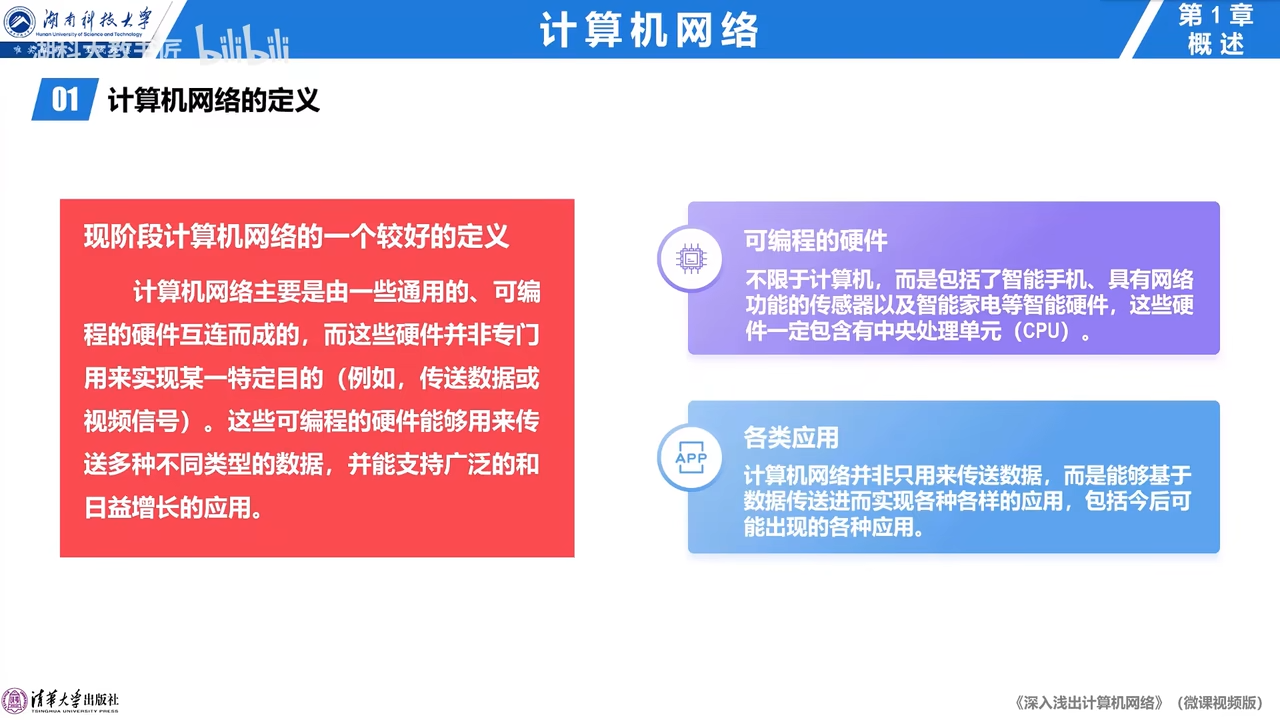 湖南科技大学
Hunan University of Science and Technology
湖科大教书匠 bilibili
计算机网络
第1章
概述
01 计算机网络的定义
现阶段计算机网络的一个较好的定义
计算机网络主要是由一些通用的、可编
程的硬件互连而成的，而这些硬件并非专门
用来实现某一特定目的（例如，传送数据或
视频信号）。这些可编程的硬件能够用来传
送多种不同类型的数据，并能支持广泛的和
日益增长的应用。
可编程的硬件
不限于计算机，而是包括了智能手机、具有网络
功能的传感器以及智能家电等智能硬件，这些硬
件一定包含有中央处理单元（CPU）。
APP
各类应用
计算机网络并非只用来传送数据，而是能够基于
数据传送进而实现各种各样的应用，包括今后可
能出现的各种应用。
清华大学出版社
TSINGHUA UNIVERSITY PRESS
《深入浅出计算机网络》（微课视频版）